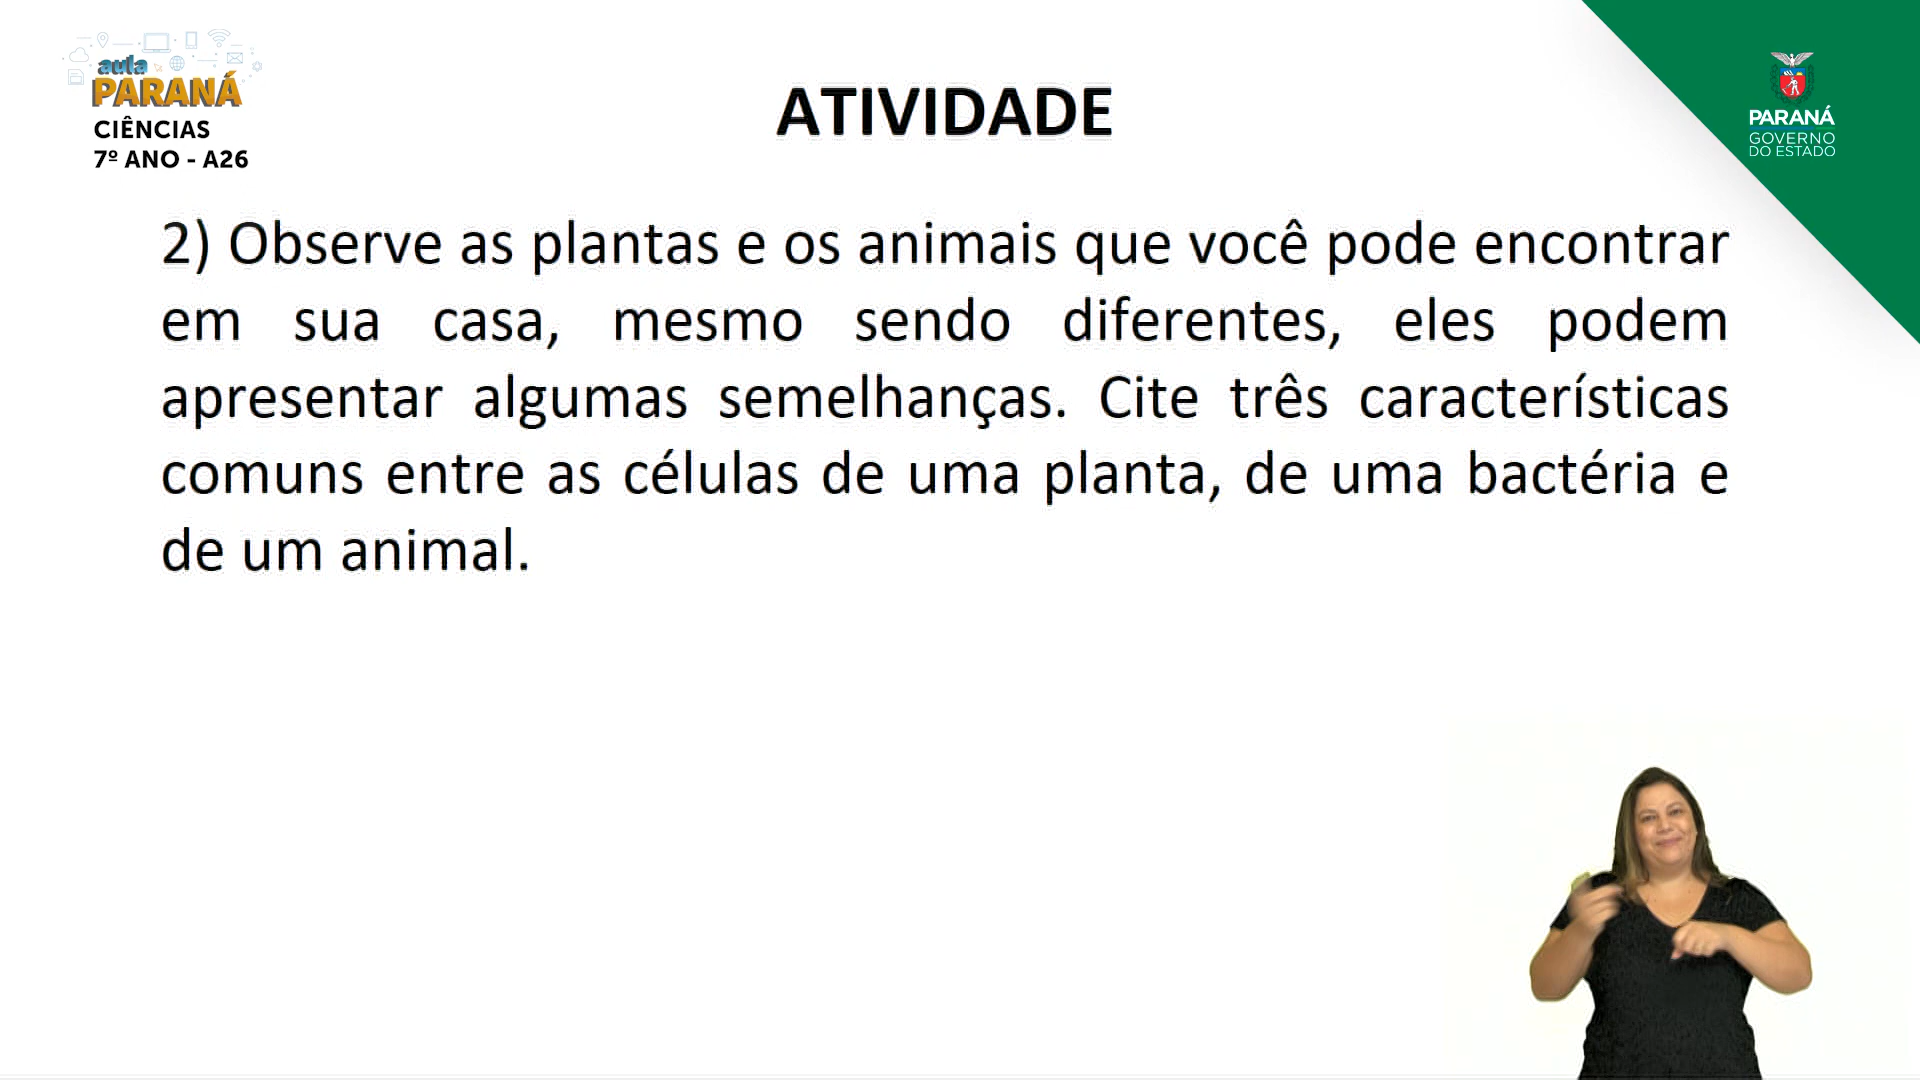 aula
PARANÁ
CIÊNCIAS
7º ANO - A26
ATIVIDADE
PARANÁ
GOVERNO
DO ESTADO
2) Observe as plantas e os animais que você pode encontrar
em sua casa, mesmo sendo diferentes, eles podem
apresentar algumas semelhanças. Cite três características
comuns entre as células de uma planta, de uma bactéria e
de um animal.